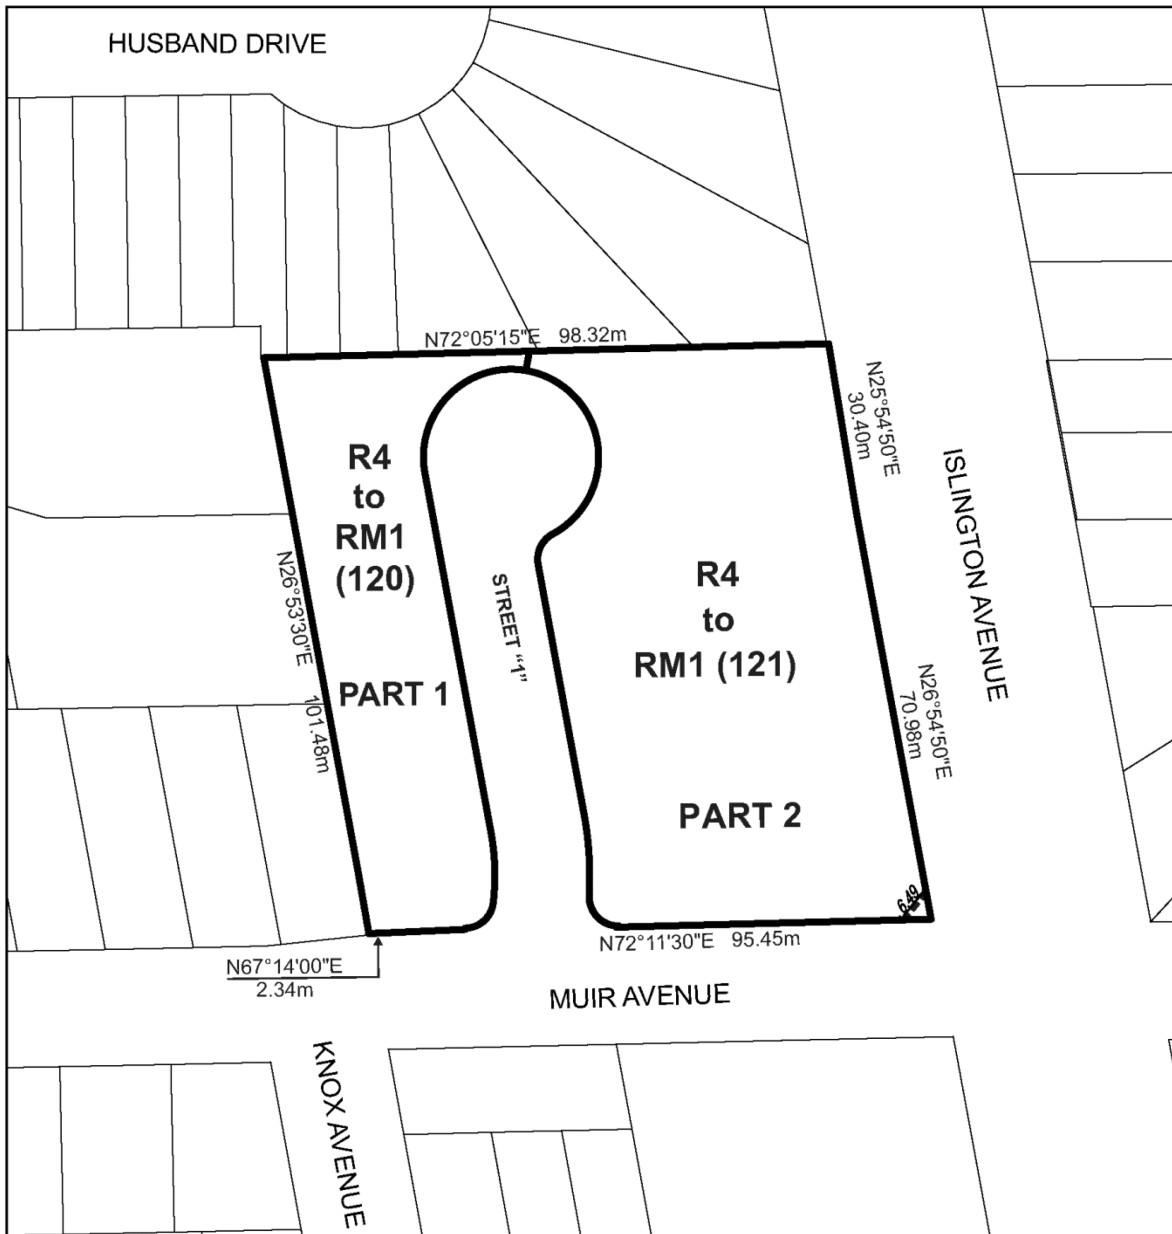 HUSBAND DRIVE
N72°05'15"E 98.32m
N25°54'50"E
30.40m
R4
to
RM1
(120)
ISLINGTON AVENUE
N26°53'30"E 101.48m
STREET "1"
R4
to
RM1 (121)
PART 1
N26°54'50"E
70.98m
PART 2
6.49
N72°11'30"E 95.45m
N67°14'00"E
2.34m
MUIR AVENUE
KNOX AVENUE